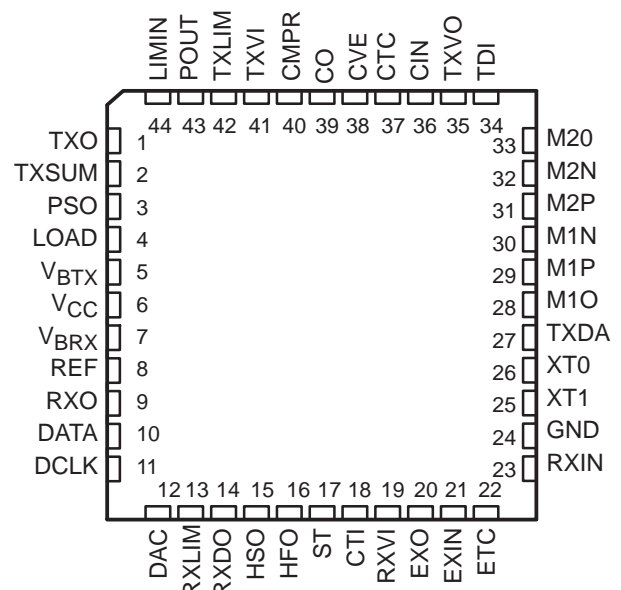 LIMIN POUT TXLIM TXVI CMPR CO CVE CTC CIN TXVO TDI
44 43 42 41 40 39 38 37 36 35 34
TXO 1 33 M20
TXSUM 2 32 M2N
PSO 3 31 M2P
LOAD 4 30 M1N
VBTX 5 29 M1P
VCC 6 28 M1O
VBRX 7 27 TXDA
REF 8 26 XT0
RXO 9 25 XT1
DATA 10 24 GND
DCLK 11 23 RXIN
12 13 14 15 16 17 18 19 20 21 22
DAC RXLIM RXDO HSO HFO ST CTI RXVI EXO EXIN ETC